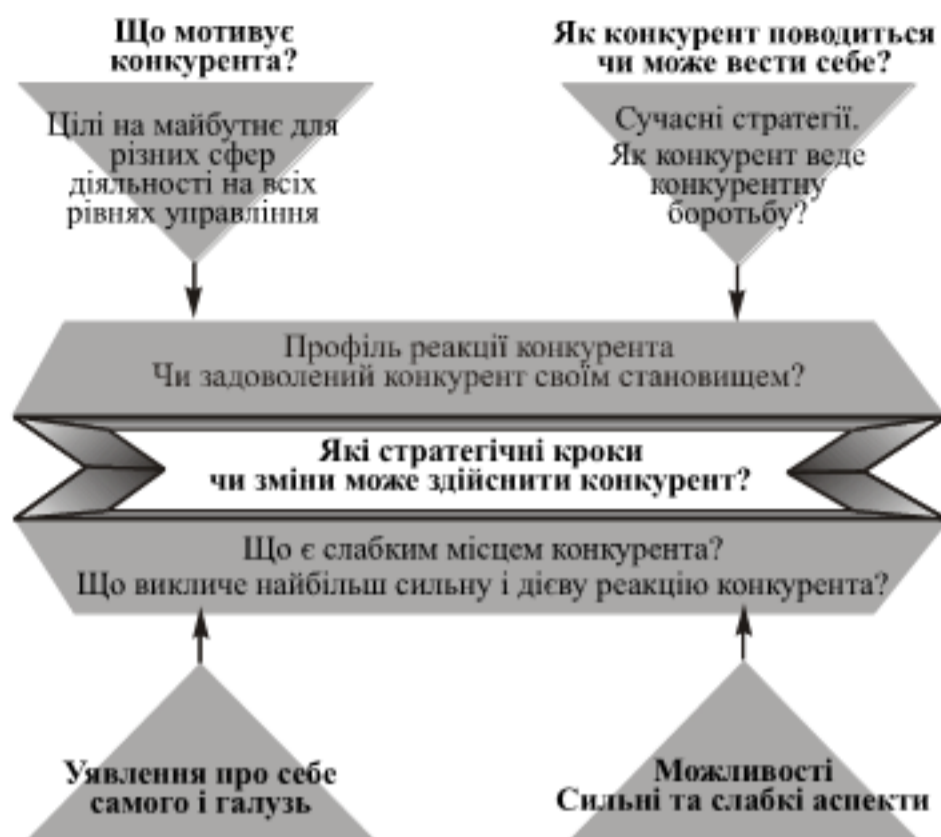 Що мотивує
конкурента?
Як конкурент поводиться
чи може вести себе?
Цілі на майбутнє для
різних сфер
діяльності на всіх
рівнях управління
Сучасні стратегії.
Як конкурент веде
конкурентну
боротьбу?
Профіль реакції конкурента
Чи задоволений конкурент своїм становищем?
Які стратегічні кроки
чи зміни може здійснити конкурент?
Що є слабким місцем конкурента?
Що викличе найбільш сильну і дієву реакцію конкурента?
Уявлення про себе
самого і галузь
Можливості
Сильні та слабкі аспекти